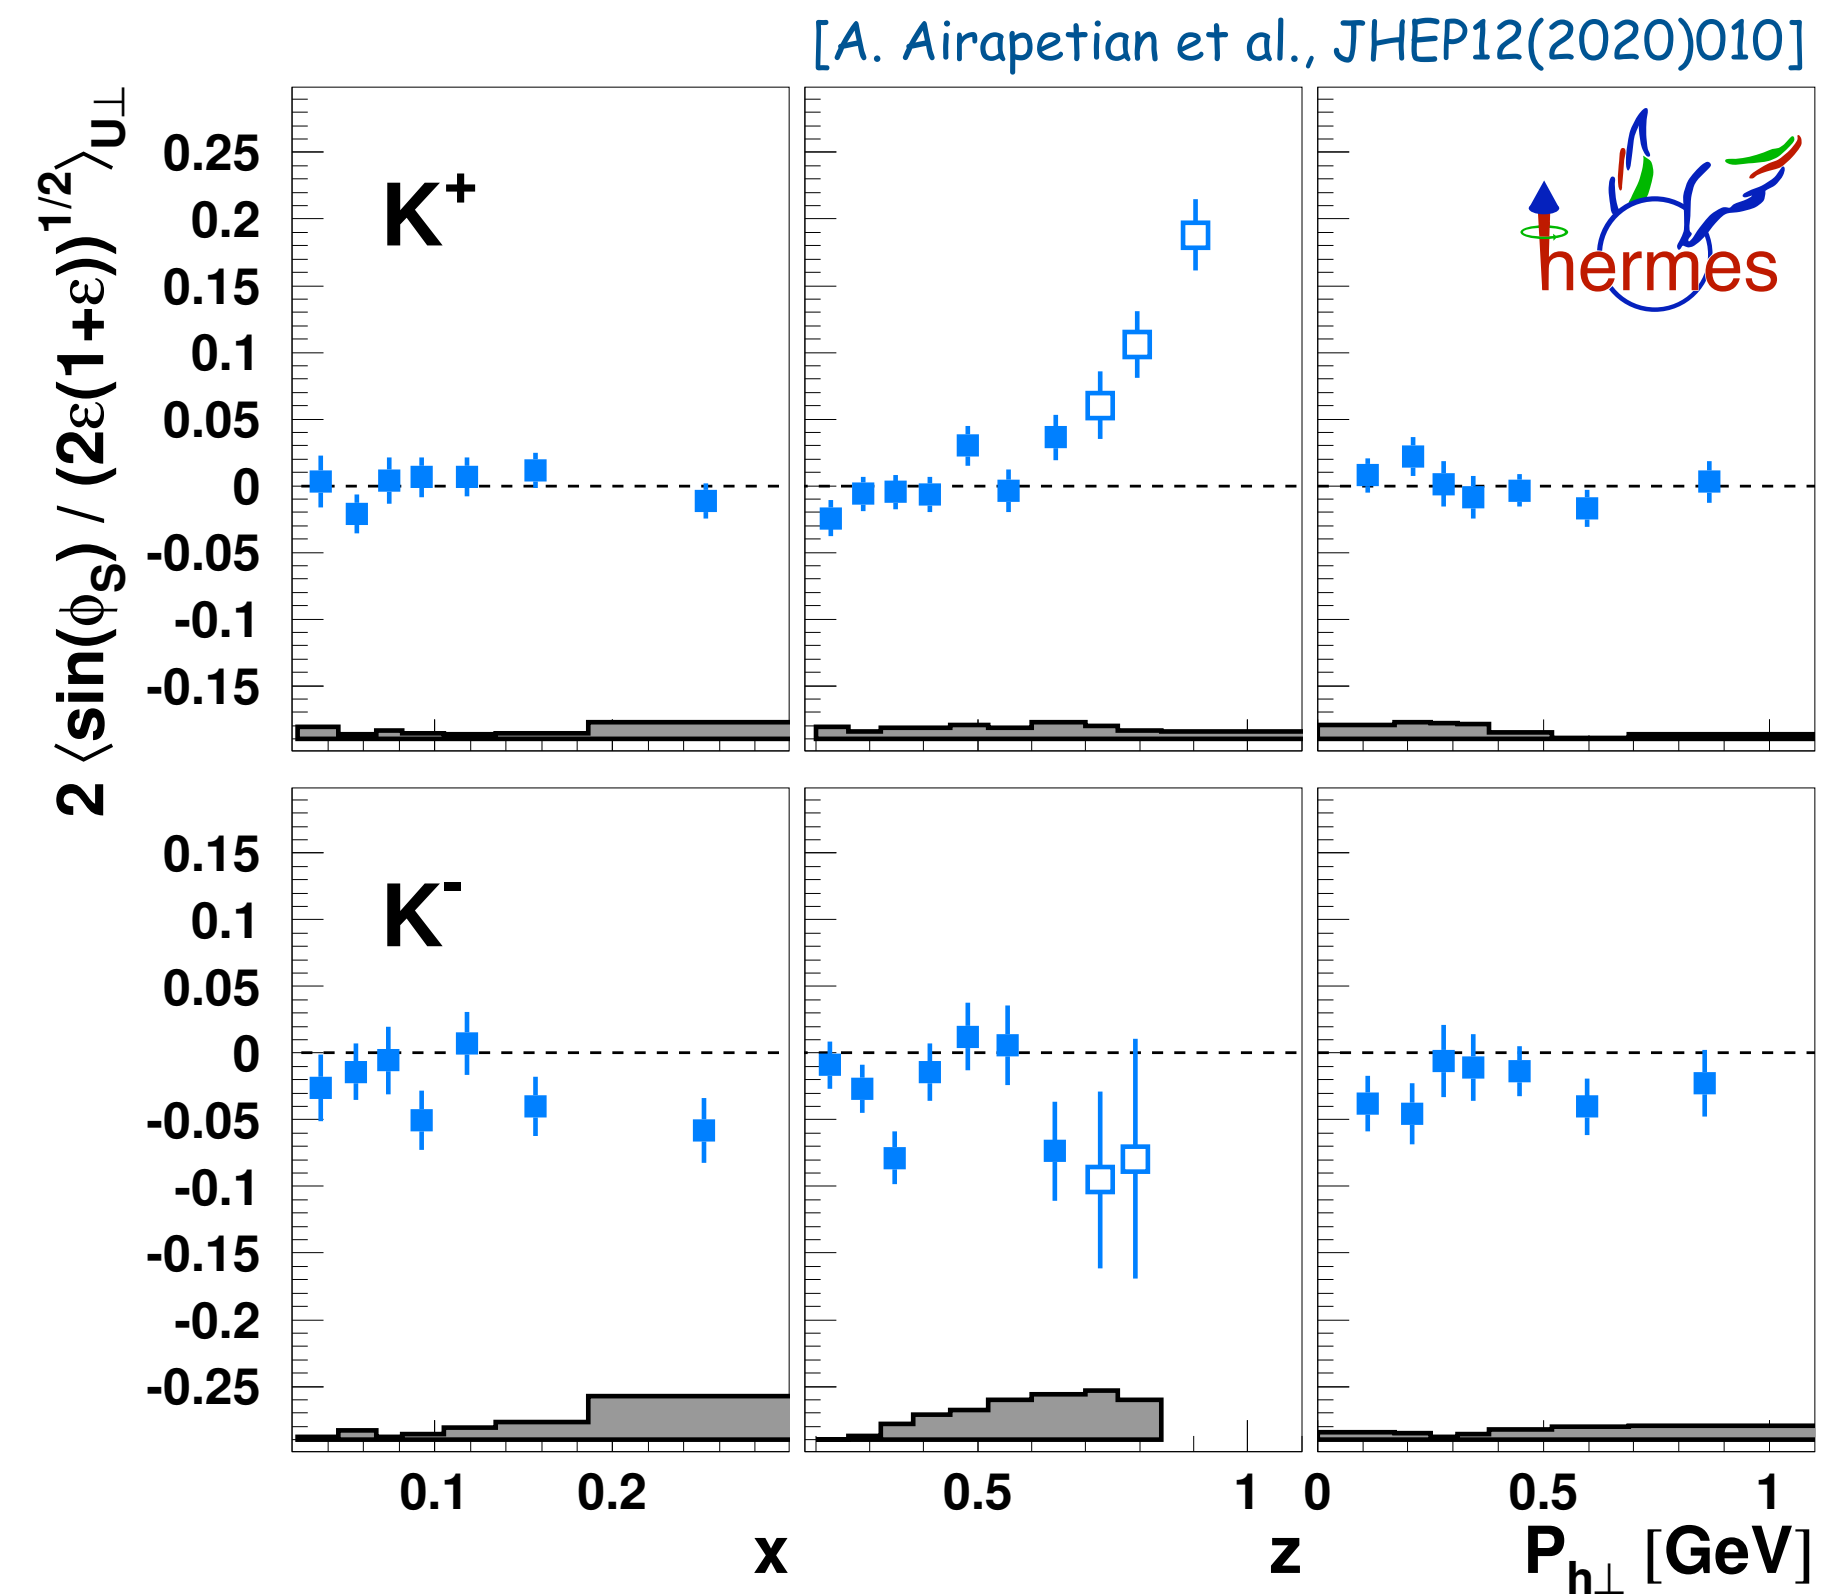 [A. Airapetian et al., JHEP12(2020)010]
2 ⟨sin(ϕS) / (2ε(1+ε))1/2⟩U⊥
K+
hermes
0.25
0.2
0.15
0.1
0.05
0
-0.05
-0.1
-0.15
K-
0.15
0.1
0.05
0
-0.05
-0.1
-0.15
-0.2
-0.25
0.1 0.2 0.5 1 0 0.5 1
x z Ph⊥ [GeV]